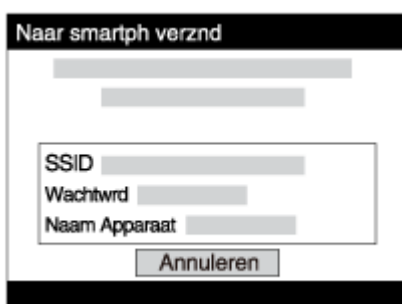 Naar smartph verznd
SSID
Wachtwrd
Naam Apparaat
Annuleren